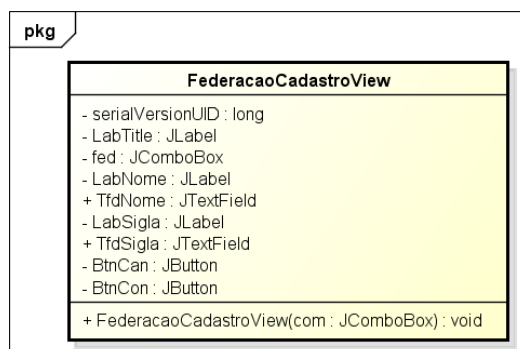 pkg
FederacaoCadastroView
- serialVersionUID : long
- LabTitle : JLabel
- fed : JComboBox
- LabNome : JLabel
+ TfdNome : JTextField
- LabSigla : JLabel
+ TfdSigla : JTextField
- BtnCan : JButton
- BtnCon : JButton
+ FederacaoCadastroView(com : JComboBox) : void